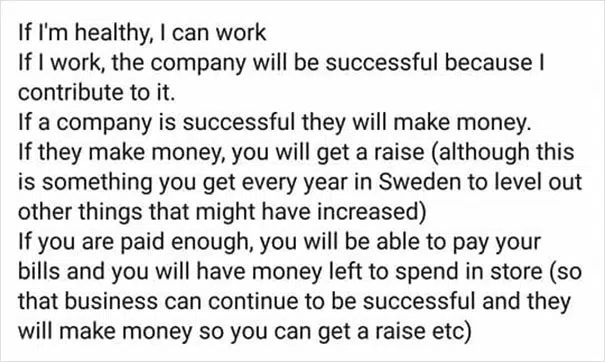 If I'm healthy, I can work
If I work, the company will be successful because I
contribute to it.
If a company is successful they will make money.
If they make money, you will get a raise (although this
is something you get every year in Sweden to level out
other things that might have increased)
If you are paid enough, you will be able to pay your
bills and you will have money left to spend in store (so
that business can continue to be successful and they
will make money so you can get a raise etc)